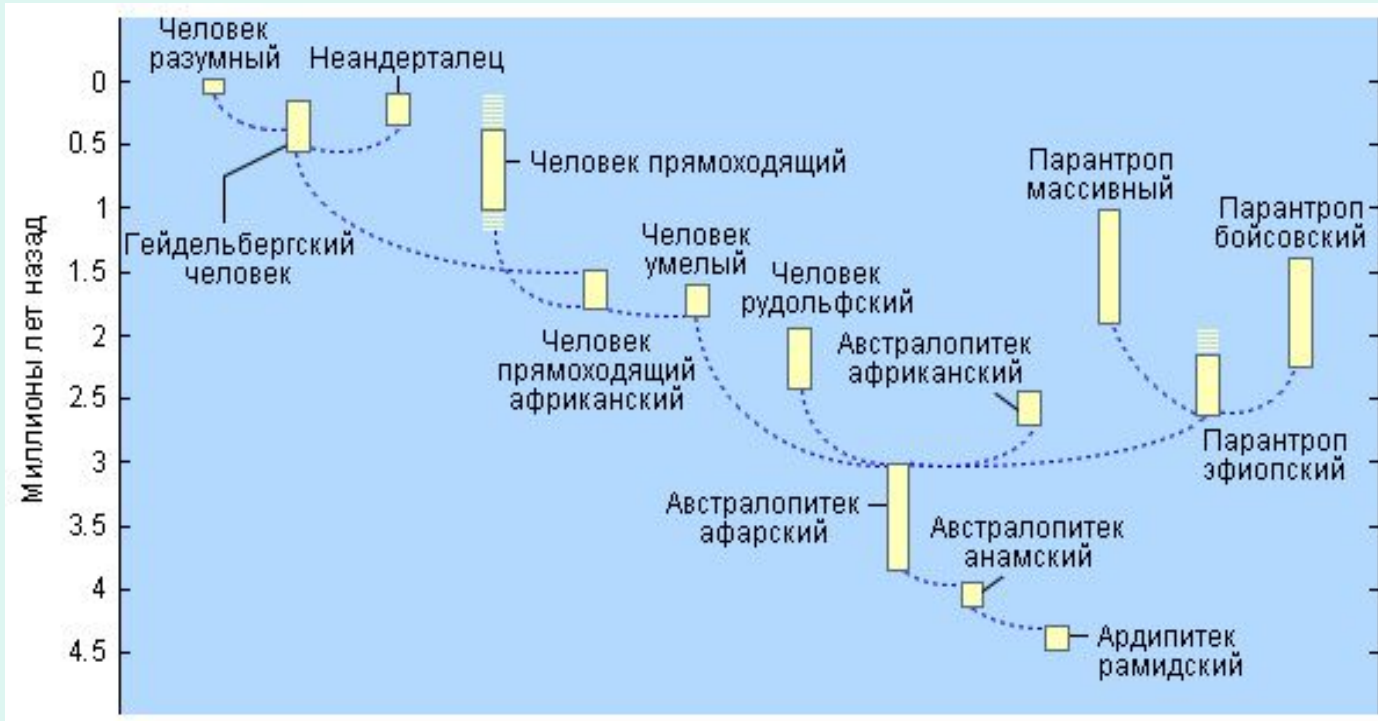 Человек
разумный
Неандерталец
0
0.5
1
1.5
2
2.5
3
3.5
4
4.5
Миллионы лет назад
Человек прямоходящий
Гейдельбергский
человек
Человек
прямоходящий
африканский
Человек
умелый
Человек
рудольфский
Австралопитек
африканский
Парантроп
массивный
Парантроп
бойсовский
Парантроп
эфиопский
Австралопитек
афарский
Австралопитек
анамский
Ардипитек
рамидский